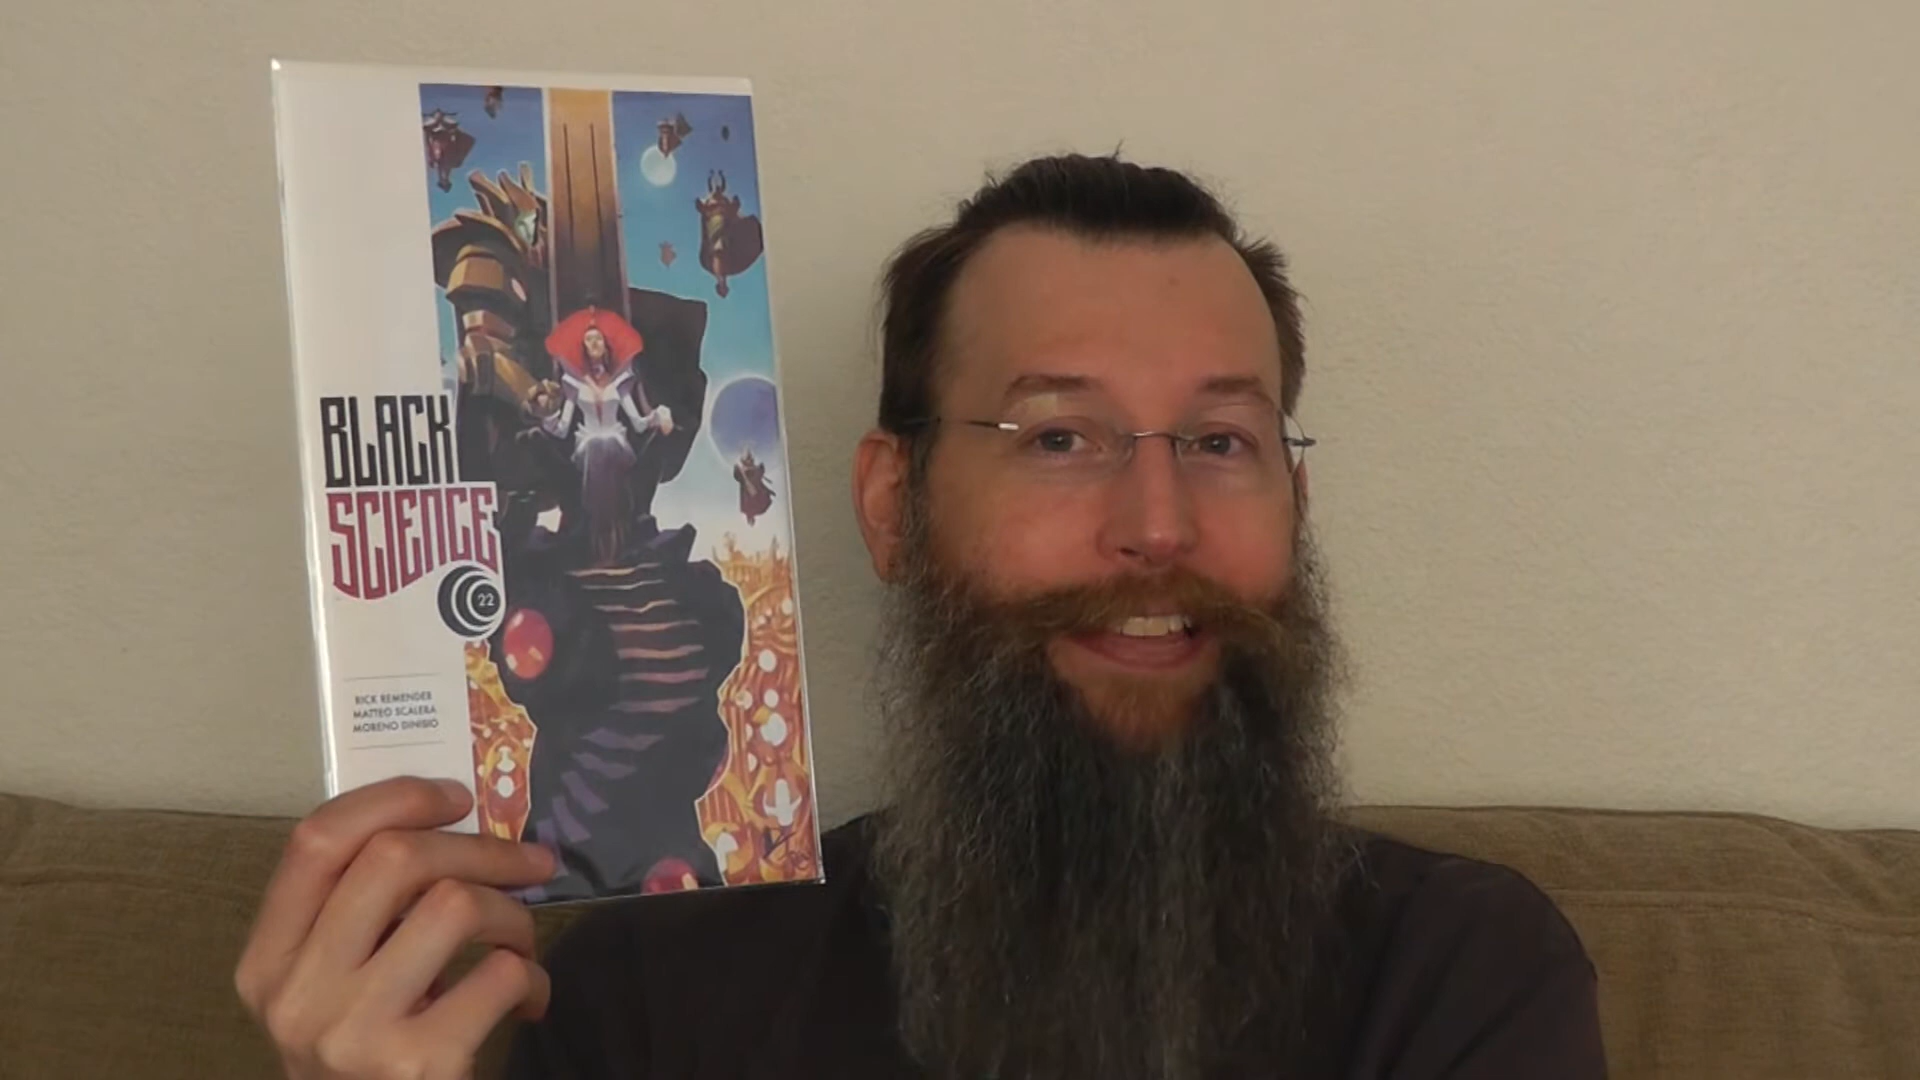 BLACK
SCIENCE
22
RICK REMENDER
MATTEO SCALERA
MORENO DINISIO